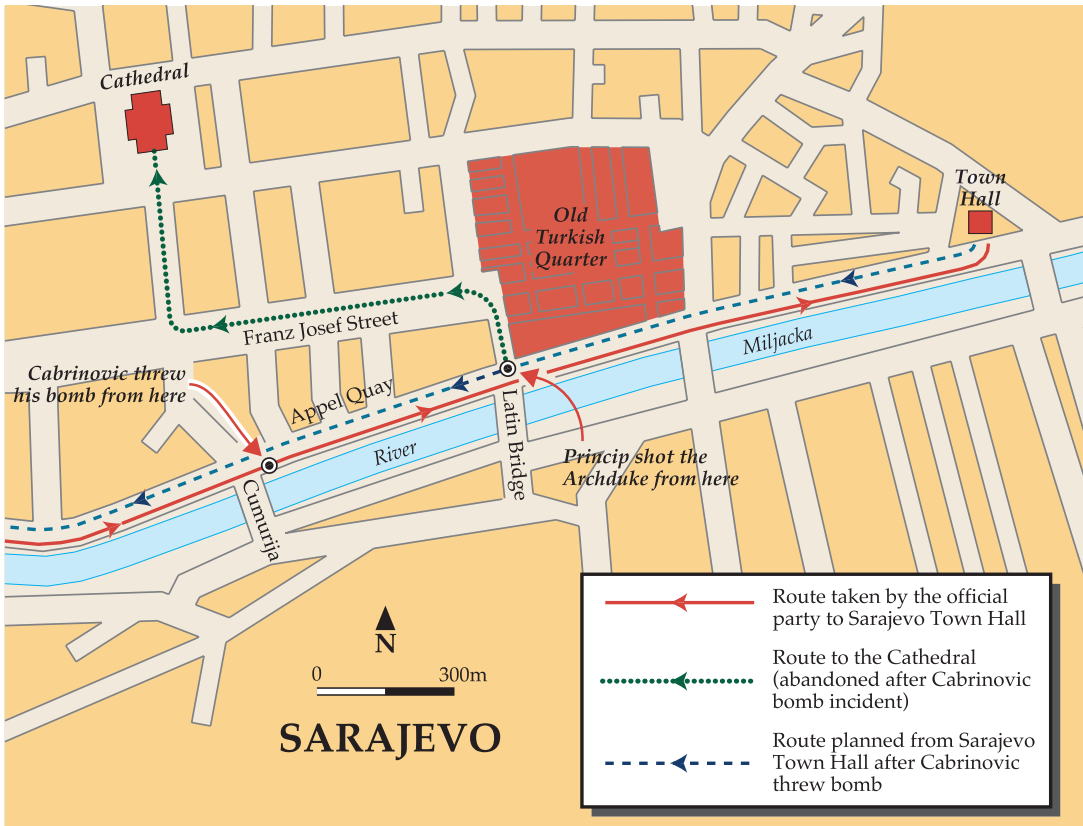 Cathedral
Town
Hall
Old
Turkish
Quarter
Franz Josef Street
Miljacka
Cabrinovic threw
his bomb from here
Appel Quay
Latin Bridge
River
Princip shot the
Archduke from here
Cumurija
N
0 300m
SARAJEVO
Route taken by the official
party to Sarajevo Town Hall
Route to the Cathedral
(abandoned after Cabrinovic
bomb incident)
Route planned from Sarajevo
Town Hall after Cabrinovic
threw bomb